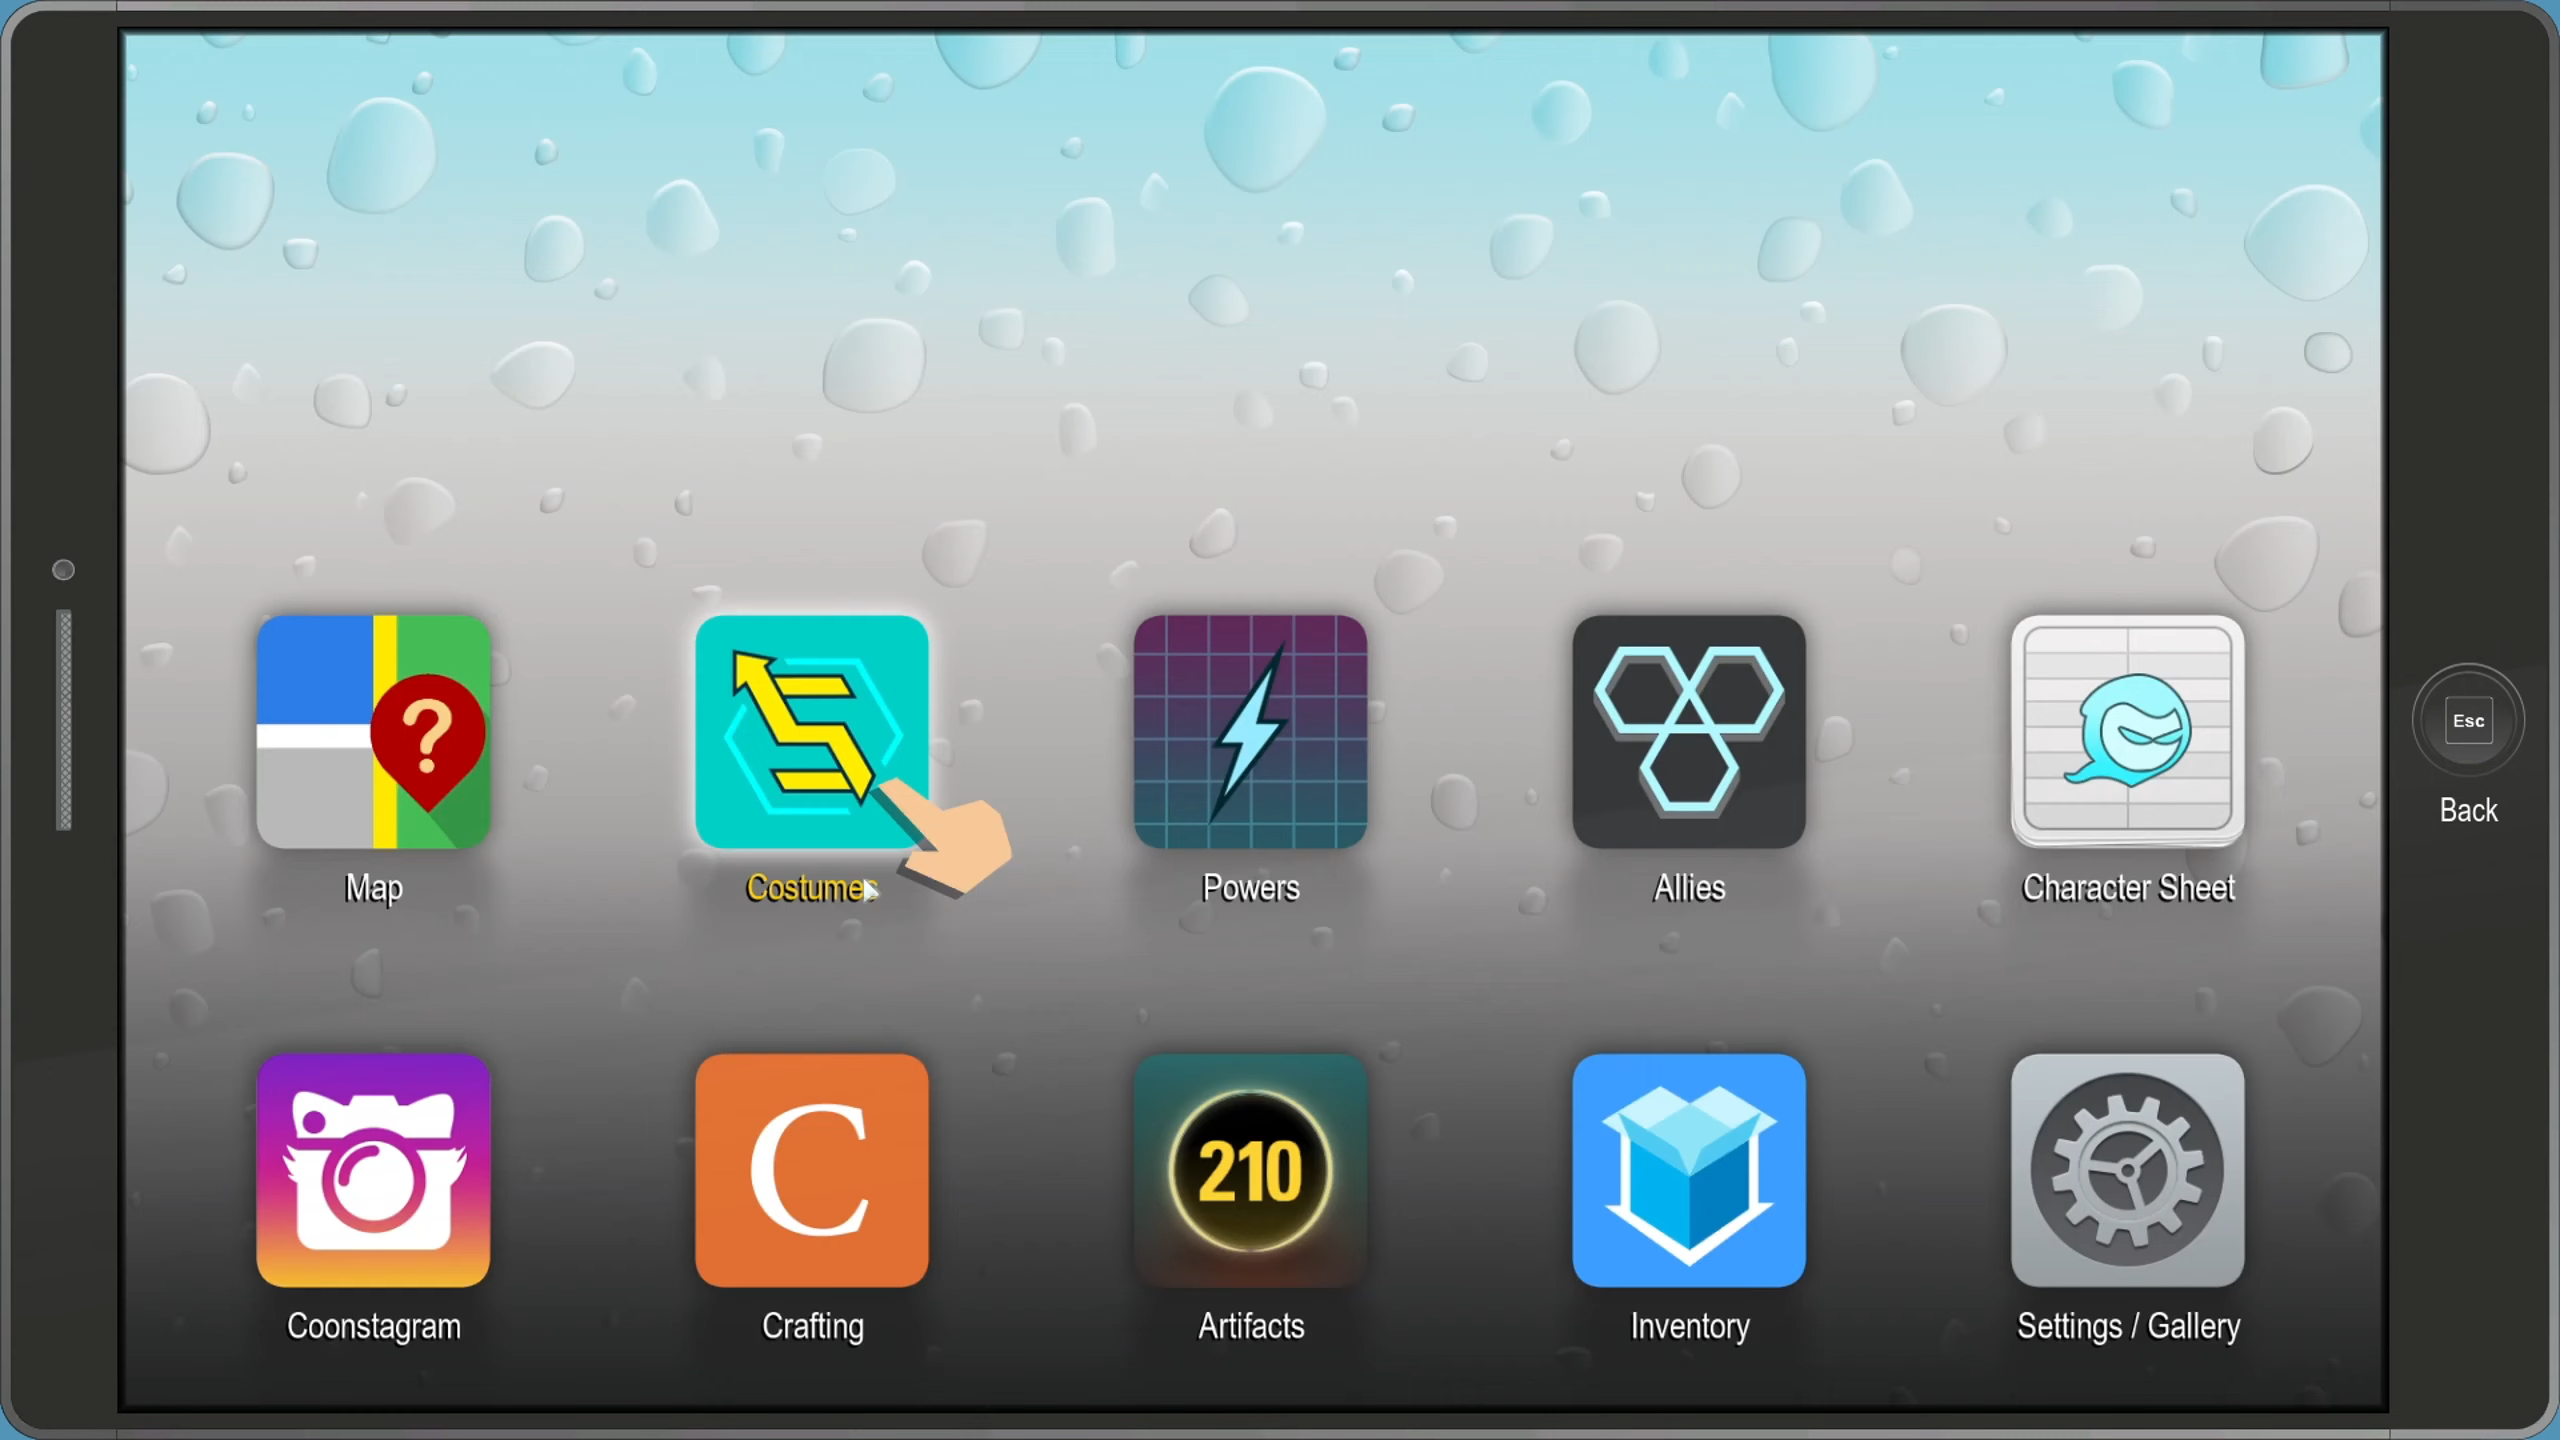 Map
Costumes
Powers
Allies
Character Sheet
Esc
Back
C
210
Coonstagram
Crafting
Artifacts
Inventory
Settings / Gallery